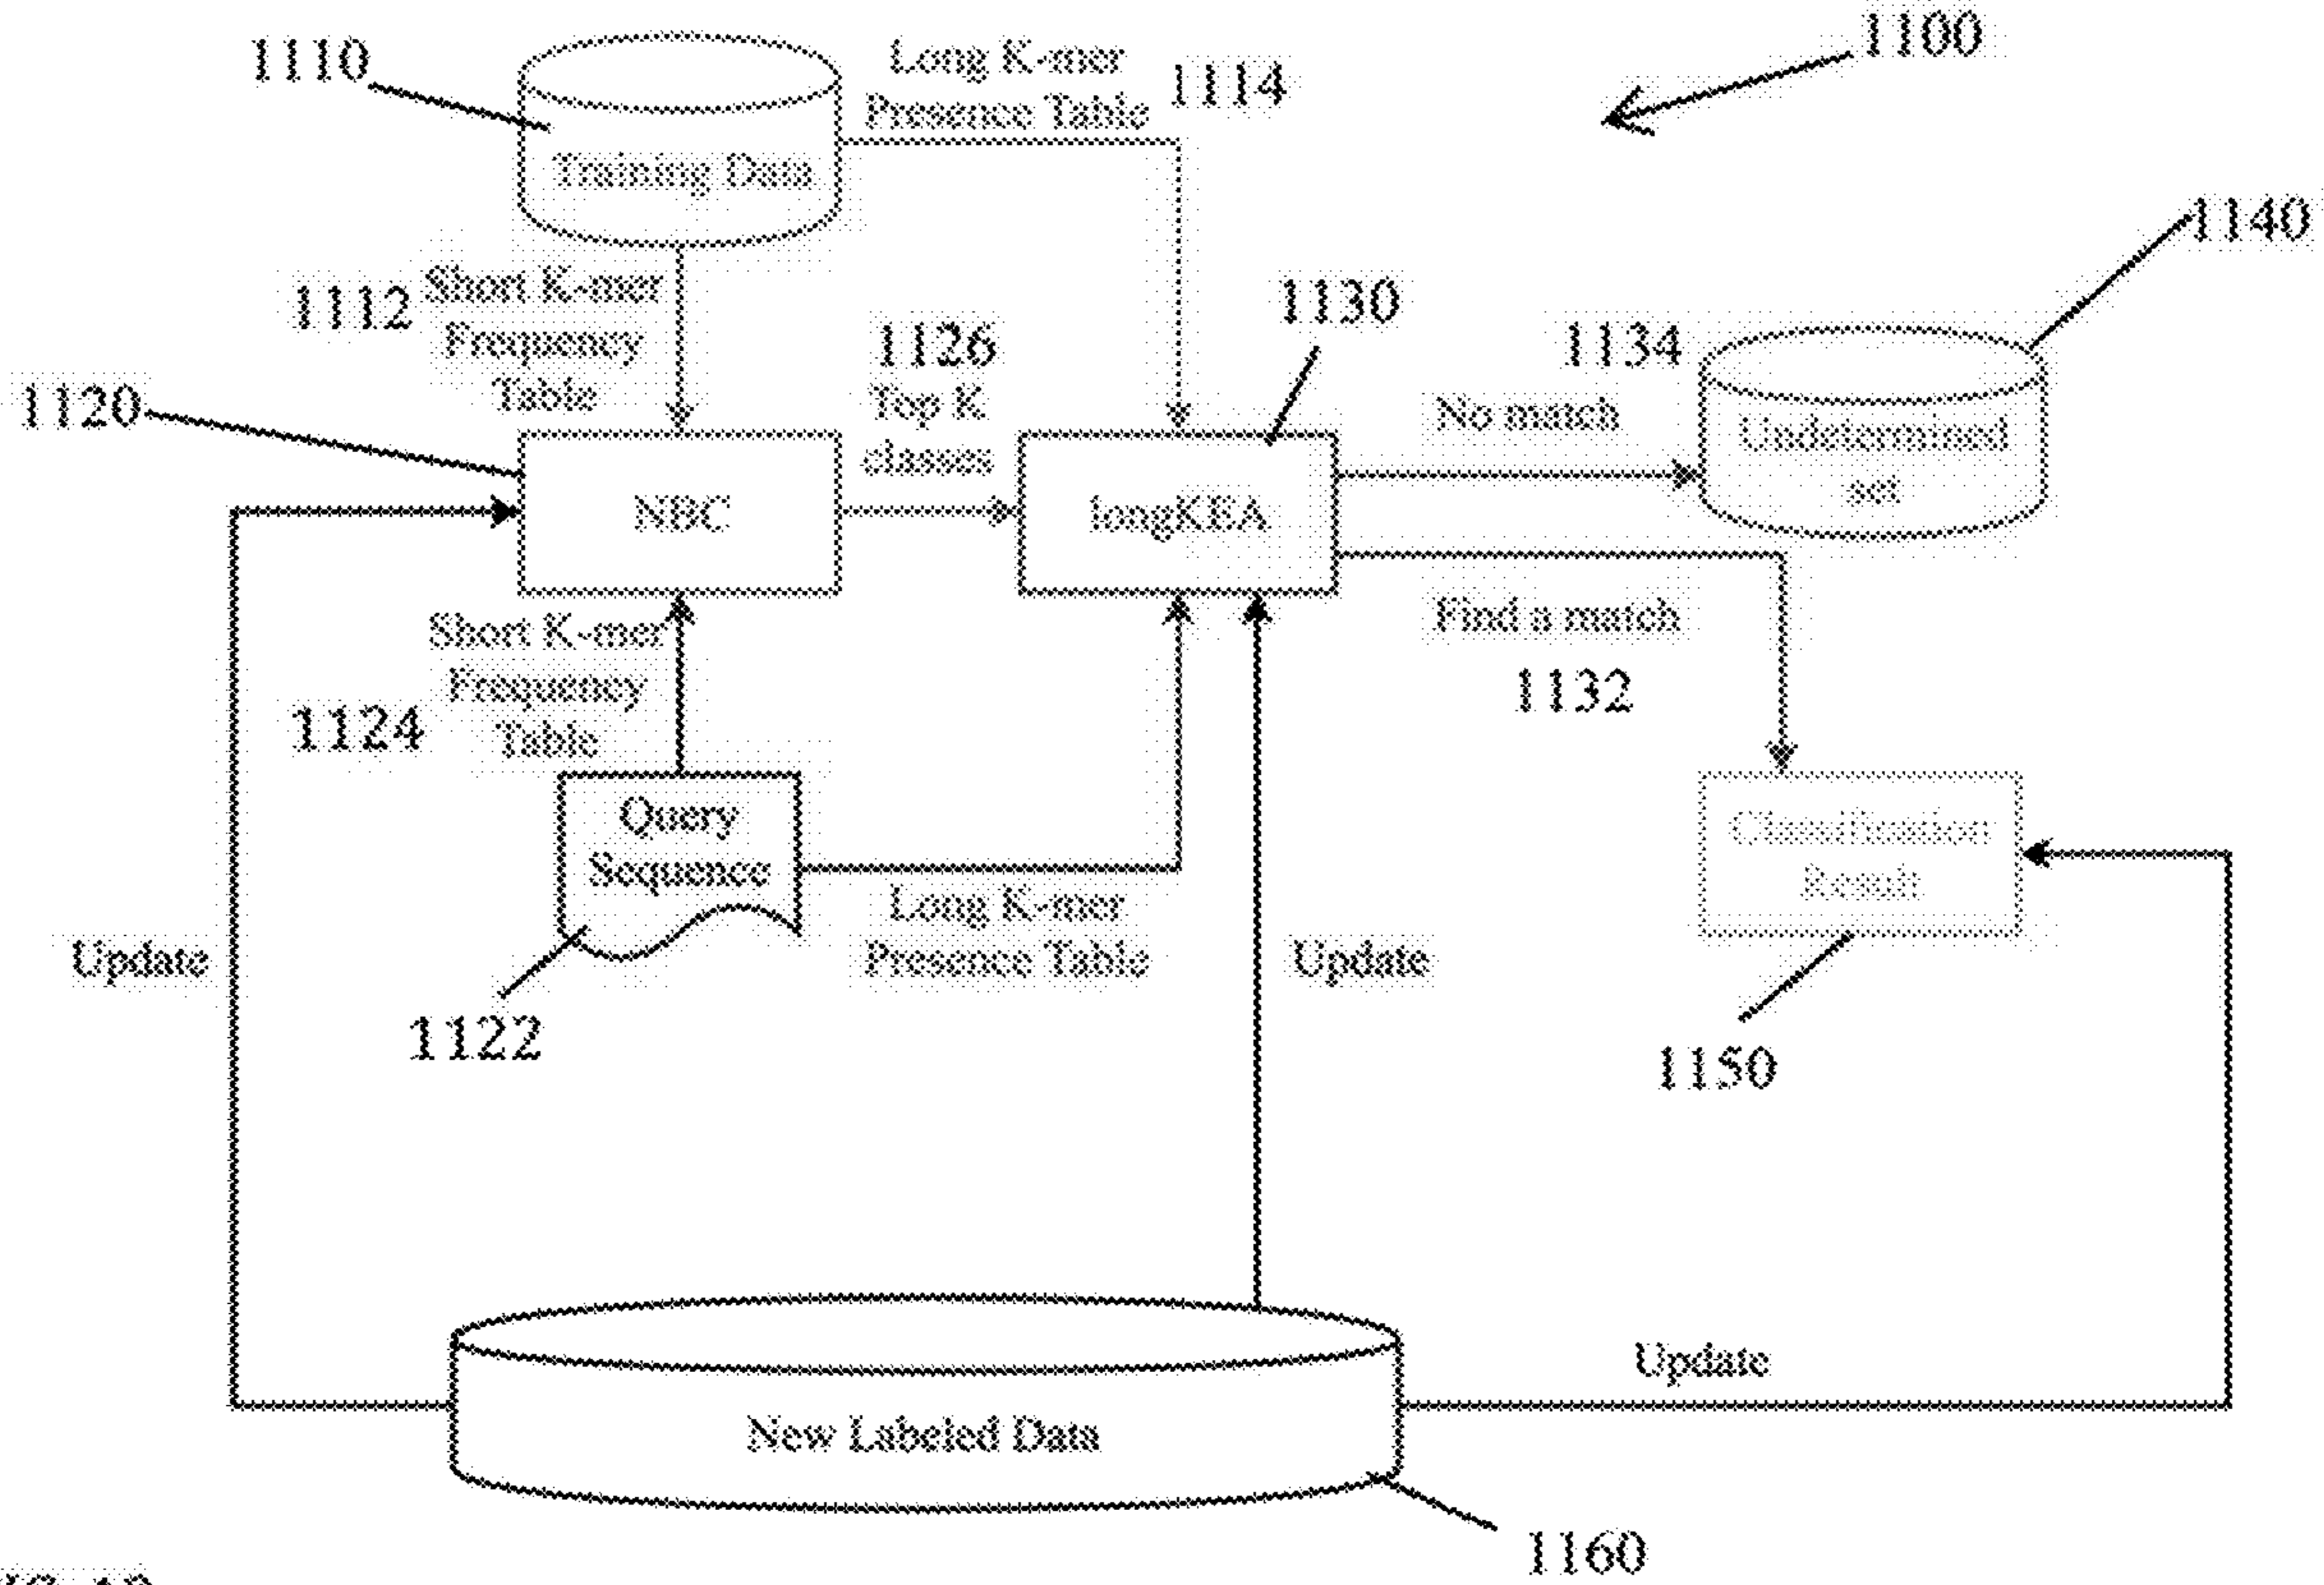 1100
1110
Long K-mer
Presence Table
1114
Training Data
1140
1112
Short K-mer
Frequency
Table
1126
Top K
classes
1130
1134
No match
Undetermined
set
1120
NBC
longKEA
Short K-mer
Frequency
Table
1124
Find a match
1132
Query
Sequence
Classification
Result
Long K-mer
Presence Table
Update
Update
1122
1150
Update
New Labeled Data
1160